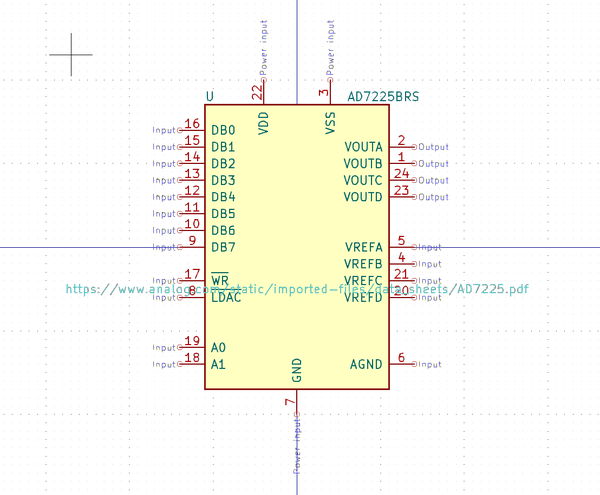 Power input
Power input
22
3
U
AD7225BRS
VDD
VSS
Input 16 DB0
Input 15 DB1
VOUTA 2 Output
Input 14 DB2
VOUTB 1 Output
Input 13 DB3
VOUTC 24 Output
Input 12 DB4
VOUTD 23 Output
Input 11 DB5
Input 10 DB6
Input 9 DB7
VREFA 5 Input
VREFB 4 Input
Input 17 WR
VREFC 21 Input
https://www.analog.com/static/imported-files/data_sheets/AD7225.pdf
Input 8 LDAC
VREFD 20 Input
Input 19 A0
Input 18 A1
GND
AGND 6 Input
7
Power input